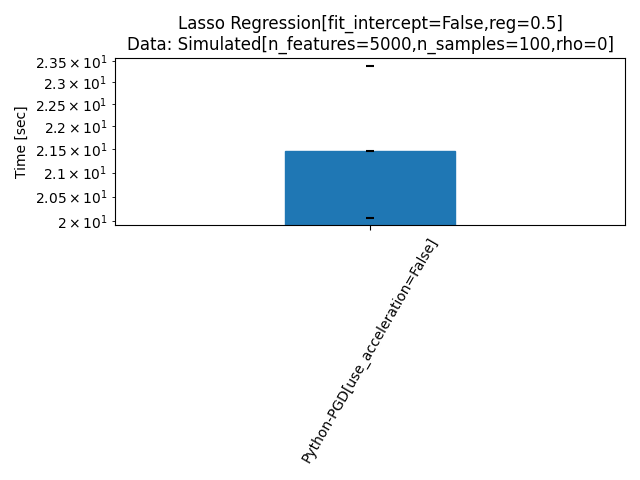 Lasso Regression[fit_intercept=False,reg=0.5]
Data: Simulated[n_features=5000,n_samples=100,rho=0]
Time [sec]
2.35 × 10¹
2.3 × 10¹
2.25 × 10¹
2.2 × 10¹
2.15 × 10¹
2.1 × 10¹
2.05 × 10¹
2 × 10¹
Python-PGD[use_acceleration=False]